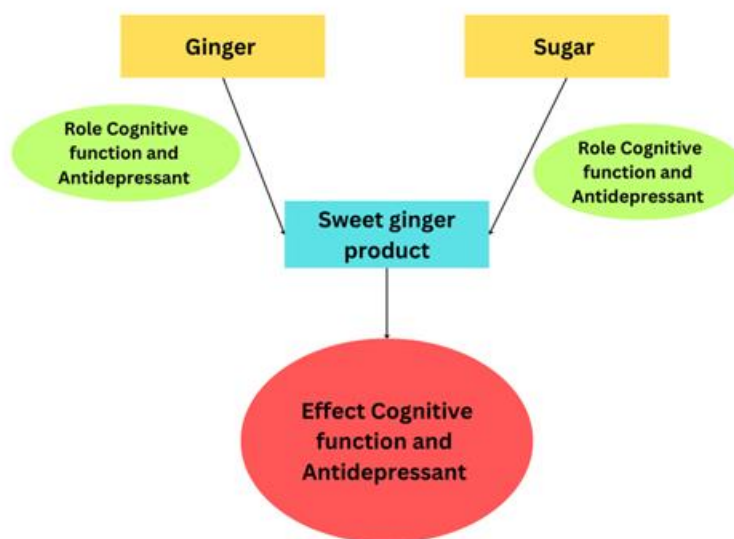 Ginger
Sugar
Role Cognitive
function and
Antidepressant
Role Cognitive
function and
Antidepressant
Sweet ginger
product
Effect Cognitive
function and
Antidepressant